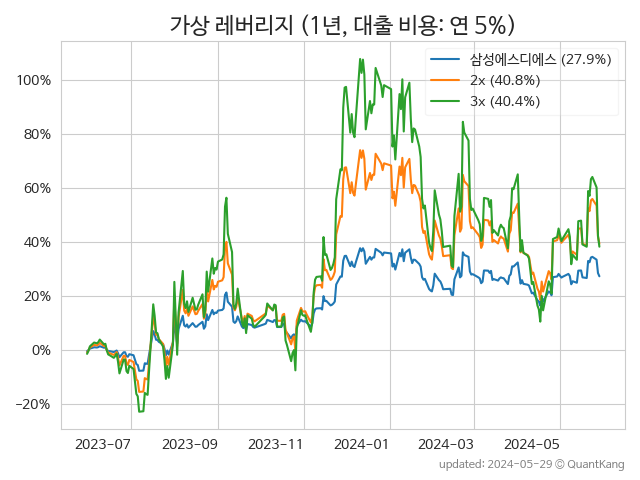 가상 레버리지 (1년, 대출 비용: 연 5%)
삼성에스디에스 (27.9%)
2x (40.8%)
3x (40.4%)
100%
80%
60%
40%
20%
0%
−20%
2023-07 2023-09 2023-11 2024-01 2024-03 2024-05
updated: 2024-05-29 © QuantKang